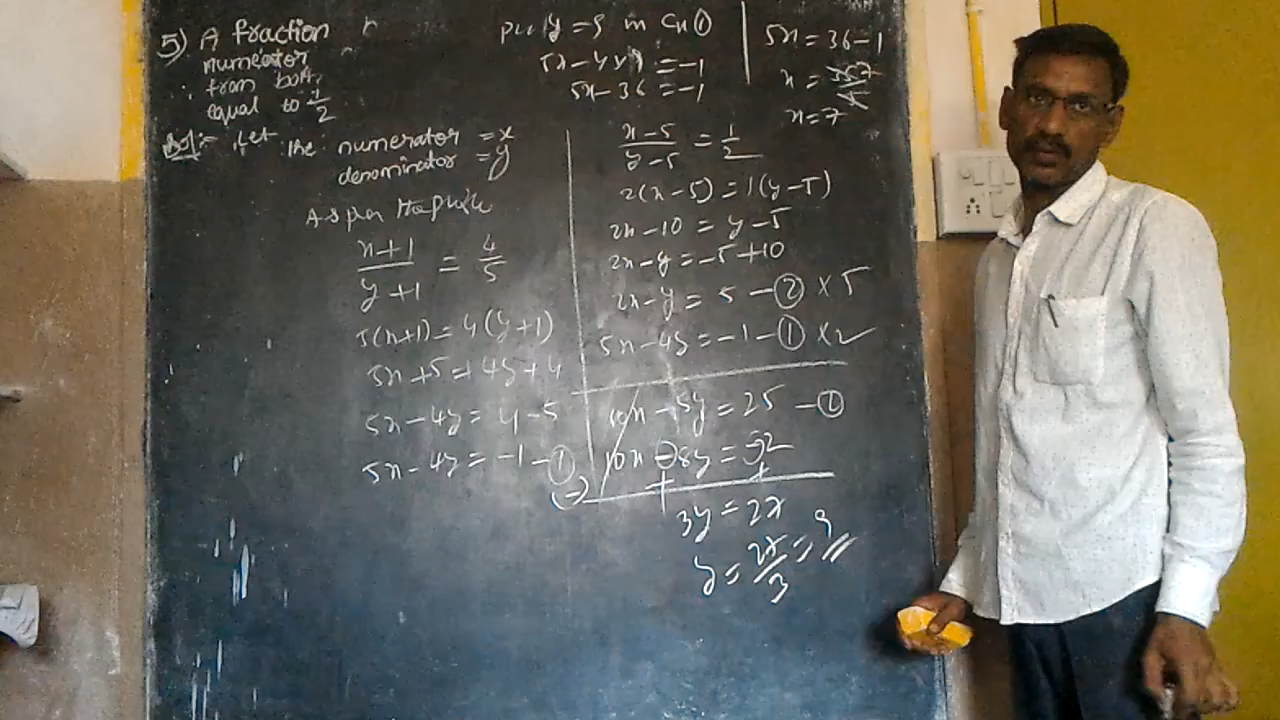 5) A fraction
numerator
from both
equal to 1/2
Sol:- Let the numerator = x
denominator = y
As per the
x+1/y+1 = 4/5
5(x+1) = 4(y+1)
5x+5 = 4y+4
5x-4y = 4-5
5x-4y = -1 - ①
x-5/y-5 = 1/2
2(x-5) = 1(y-5)
2x-10 = y-5
2x-y = -5+10
2x-y = 5 - ② × 5
5x-4y = -1 - ① × 2
10x-5y = 25 - ①
10x-8y = -2
(-) + +
3y = 27
y = 27/3 = 9
put y = 9 in Eq ①
5x-4×9 = -1
5x-36 = -1
5x = 36-1
x = 35 7/5
x = 7